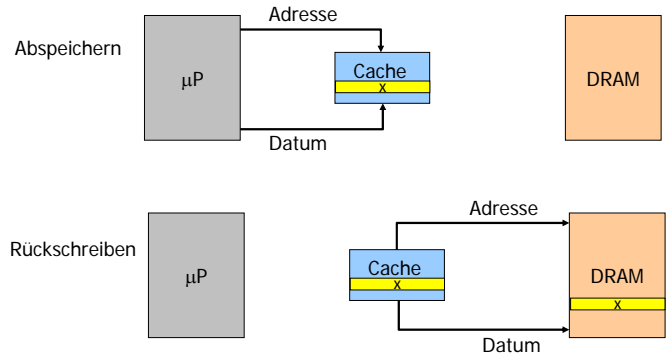 Adresse
Abspeichern
μP
Cache
x
DRAM
Datum
Adresse
Rückschreiben
μP
Cache
x
DRAM
x
Datum